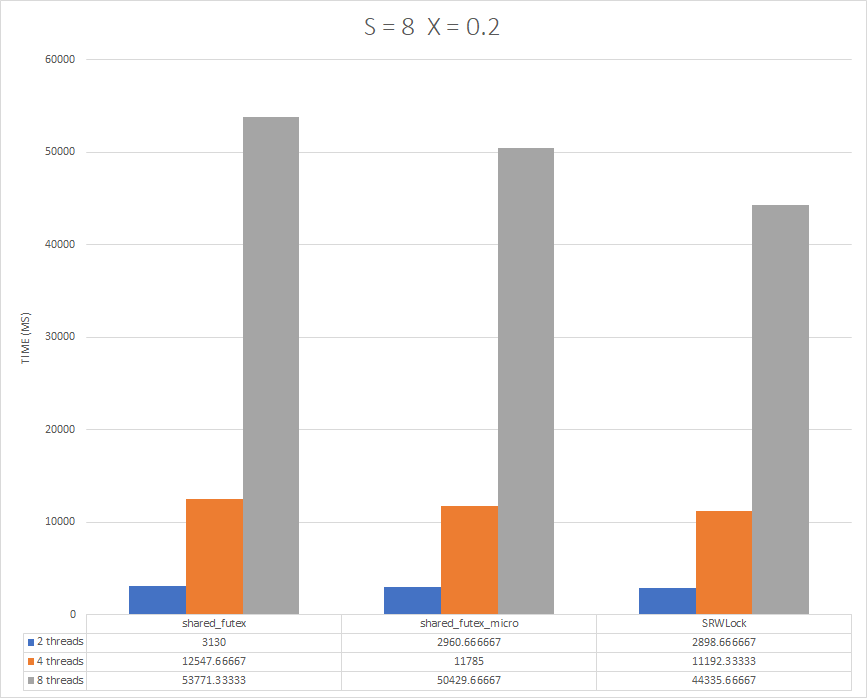 S = 8 X = 0.2
60000
50000
40000
30000
20000
10000
0
TIME (MS)
shared_futex shared_futex_micro SRWLock
2 threads 3130 2960.666667 2898.666667
4 threads 12547.66667 11785 11192.33333
8 threads 53771.33333 50429.66667 44335.66667